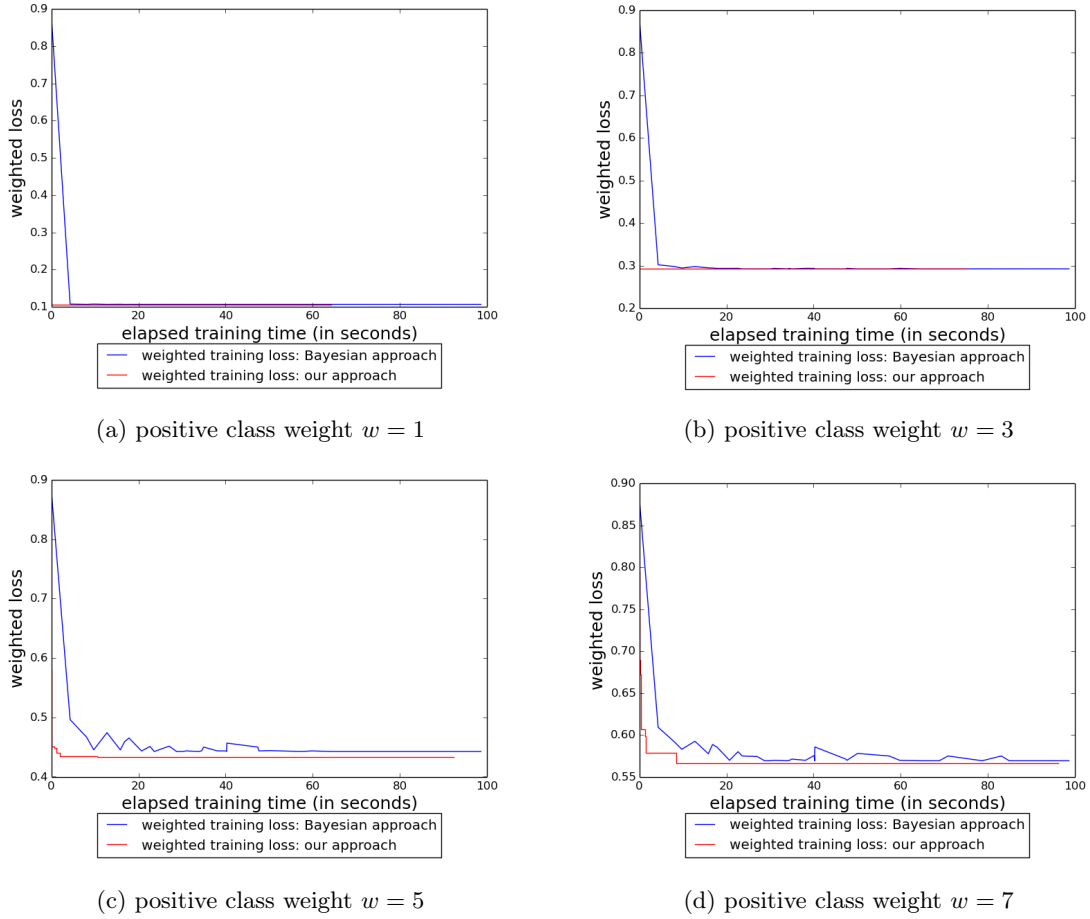 0.9
0.8
0.7
0.6
0.5
0.4
0.3
0.2
0.1
weighted loss
0 20 40 60 80 100
elapsed training time (in seconds)
weighted training loss: Bayesian approach
weighted training loss: our approach
(a) positive class weight w = 1
0.9
0.8
0.7
0.6
0.5
0.4
0.3
0.2
weighted loss
0 20 40 60 80 100
elapsed training time (in seconds)
weighted training loss: Bayesian approach
weighted training loss: our approach
(b) positive class weight w = 3
0.9
0.8
0.7
0.6
0.5
0.4
weighted loss
0 20 40 60 80 100
elapsed training time (in seconds)
weighted training loss: Bayesian approach
weighted training loss: our approach
(c) positive class weight w = 5
0.90
0.85
0.80
0.75
0.70
0.65
0.60
0.55
weighted loss
0 20 40 60 80 100
elapsed training time (in seconds)
weighted training loss: Bayesian approach
weighted training loss: our approach
(d) positive class weight w = 7